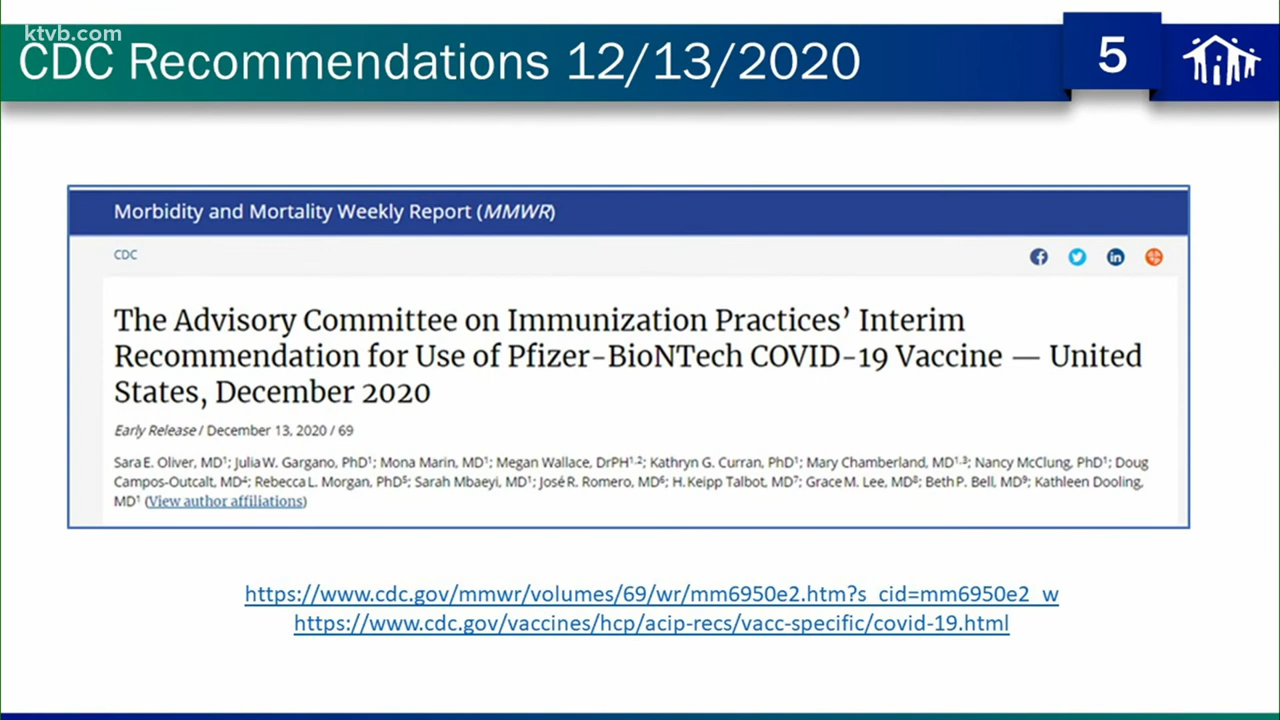 ktvb.com
CDC Recommendations 12/13/2020
5
Morbidity and Mortality Weekly Report (MMWR)
CDC
The Advisory Committee on Immunization Practices’ Interim
Recommendation for Use of Pfizer-BioNTech COVID-19 Vaccine — United
States, December 2020
Early Release / December 13, 2020 / 69
Sara E. Oliver, MD¹; Julia W. Gargano, PhD¹; Mona Marin, MD¹; Megan Wallace, DrPH¹,²; Kathryn G. Curran, PhD¹; Mary Chamberland, MD¹,³; Nancy McClung, PhD¹; Doug
Campos-Outcalt, MD⁴; Rebecca L. Morgan, PhD⁵; Sarah Mbaeyi, MD¹; José R. Romero, MD⁶; H. Keipp Talbot, MD⁷; Grace M. Lee, MD⁸; Beth P. Bell, MD⁹; Kathleen Dooling,
MD¹ (View author affiliations)
https://www.cdc.gov/mmwr/volumes/69/wr/mm6950e2.htm?s_cid=mm6950e2_w
https://www.cdc.gov/vaccines/hcp/acip-recs/vacc-specific/covid-19.html